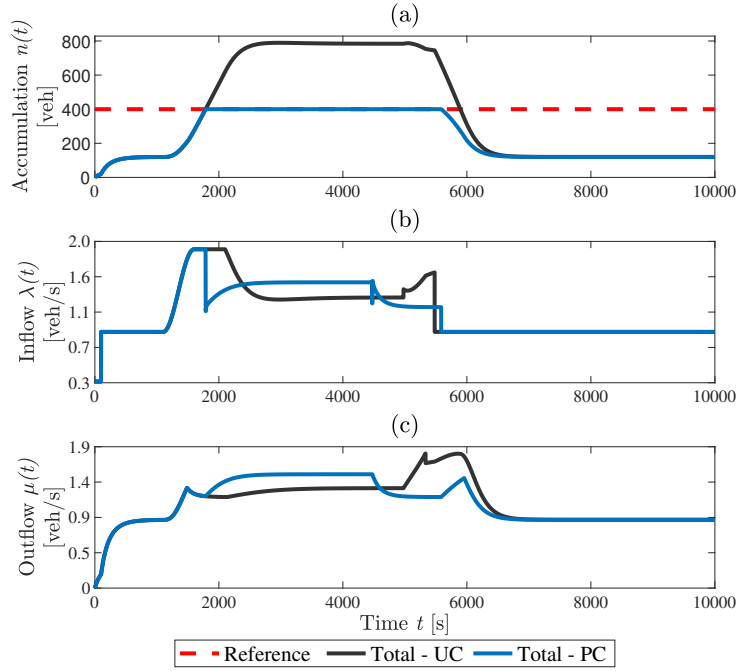 (a)
Accumulation n(t)
[veh]
800
600
400
200
0
0 2000 4000 6000 8000 10000
(b)
Inflow λ(t)
[veh/s]
2.0
1.6
1.1
0.7
0.3
0 2000 4000 6000 8000 10000
(c)
Outflow μ(t)
[veh/s]
1.9
1.4
0.9
0.5
0
0 2000 4000 6000 8000 10000
Time t [s]
Reference Total - UC Total - PC